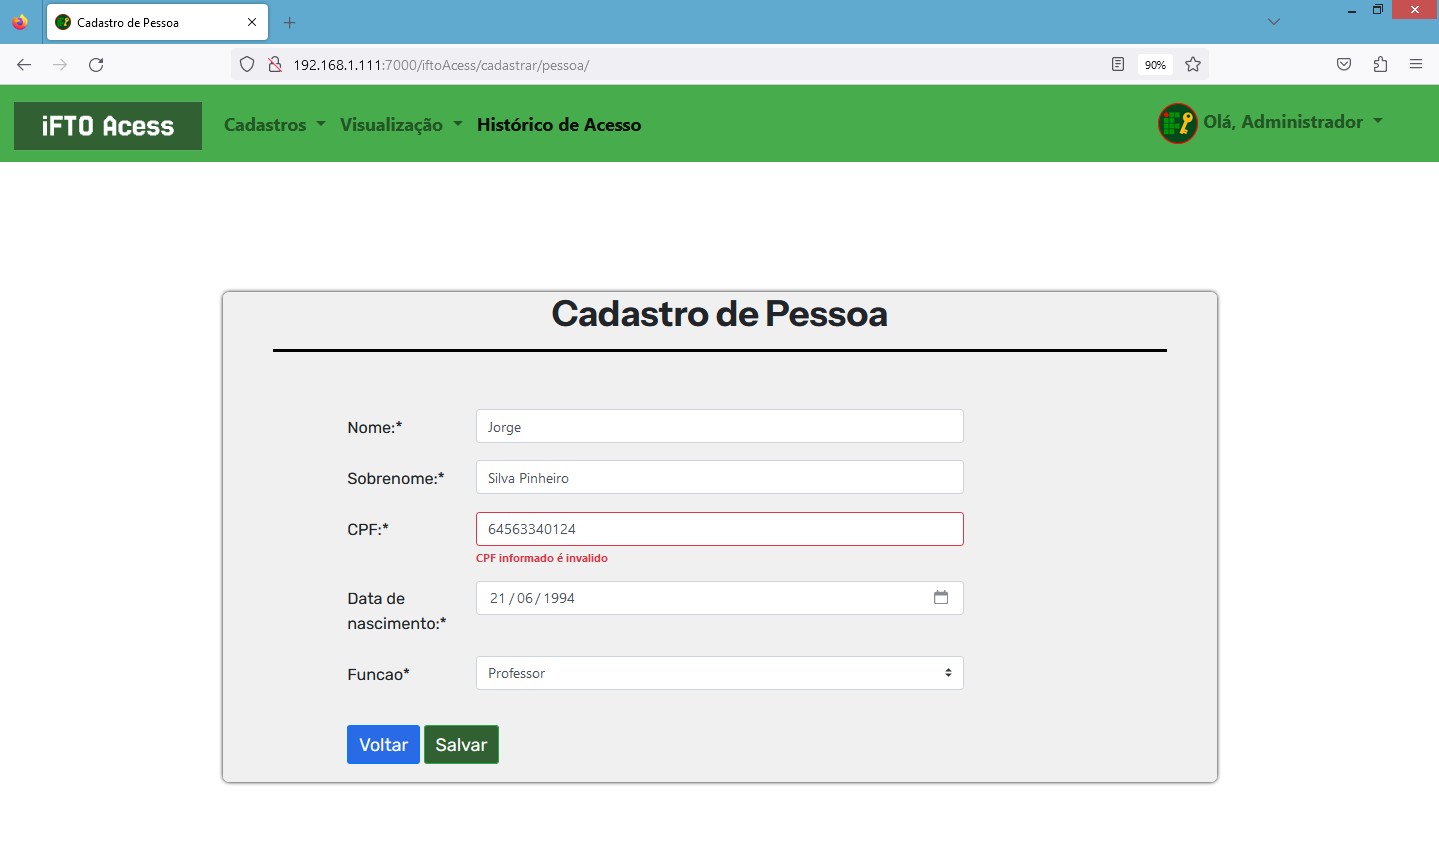 Cadastro de Pessoa
192.168.1.111:7000/iftoAcess/cadastrar/pessoa/
90%
iFTO Acess
Cadastros
Visualização
Histórico de Acesso
Olá, Administrador
Cadastro de Pessoa
Nome:*
Jorge
Sobrenome:*
Silva Pinheiro
CPF:*
64563340124
CPF informado é invalido
Data de
nascimento:*
21 / 06 / 1994
Funcao*
Professor
Voltar
Salvar